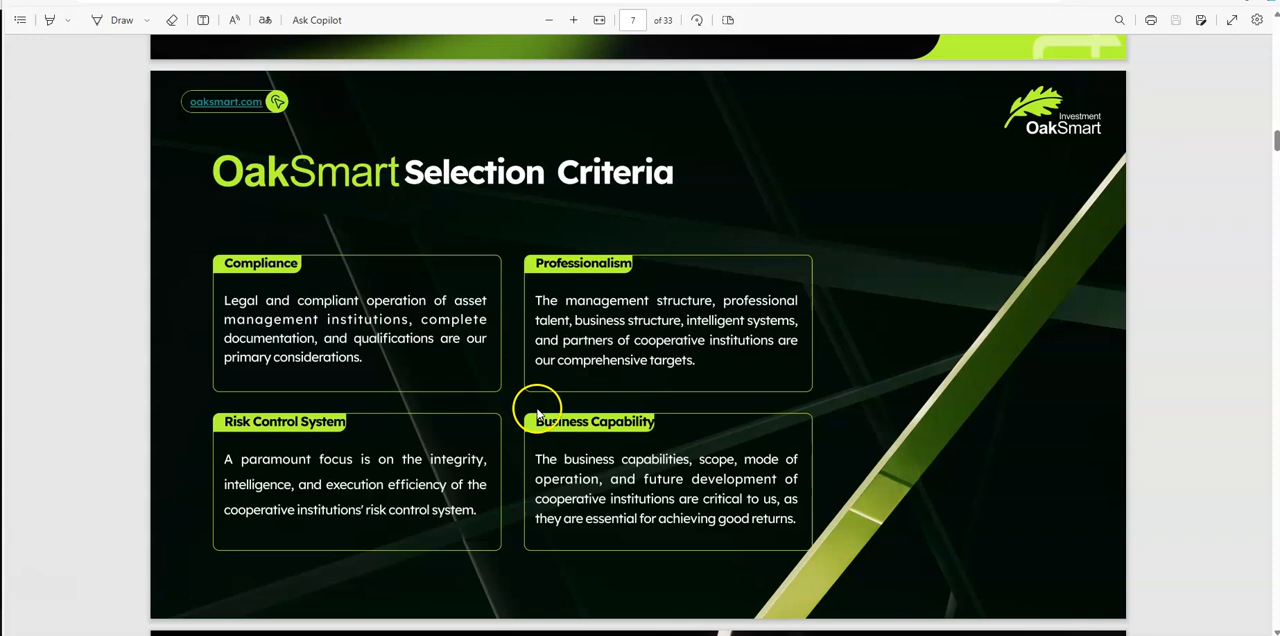 Draw
Ask Copilot
7 of 33
oaksmart.com
Investment
OakSmart
OakSmart Selection Criteria
Compliance
Legal and compliant operation of asset
management institutions, complete
documentation, and qualifications are our
primary considerations.
Professionalism
The management structure, professional
talent, business structure, intelligent systems,
and partners of cooperative institutions are
our comprehensive targets.
Risk Control System
A paramount focus is on the integrity,
intelligence, and execution efficiency of the
cooperative institutions' risk control system.
Business Capability
The business capabilities, scope, mode of
operation, and future development of
cooperative institutions are critical to us, as
they are essential for achieving good returns.